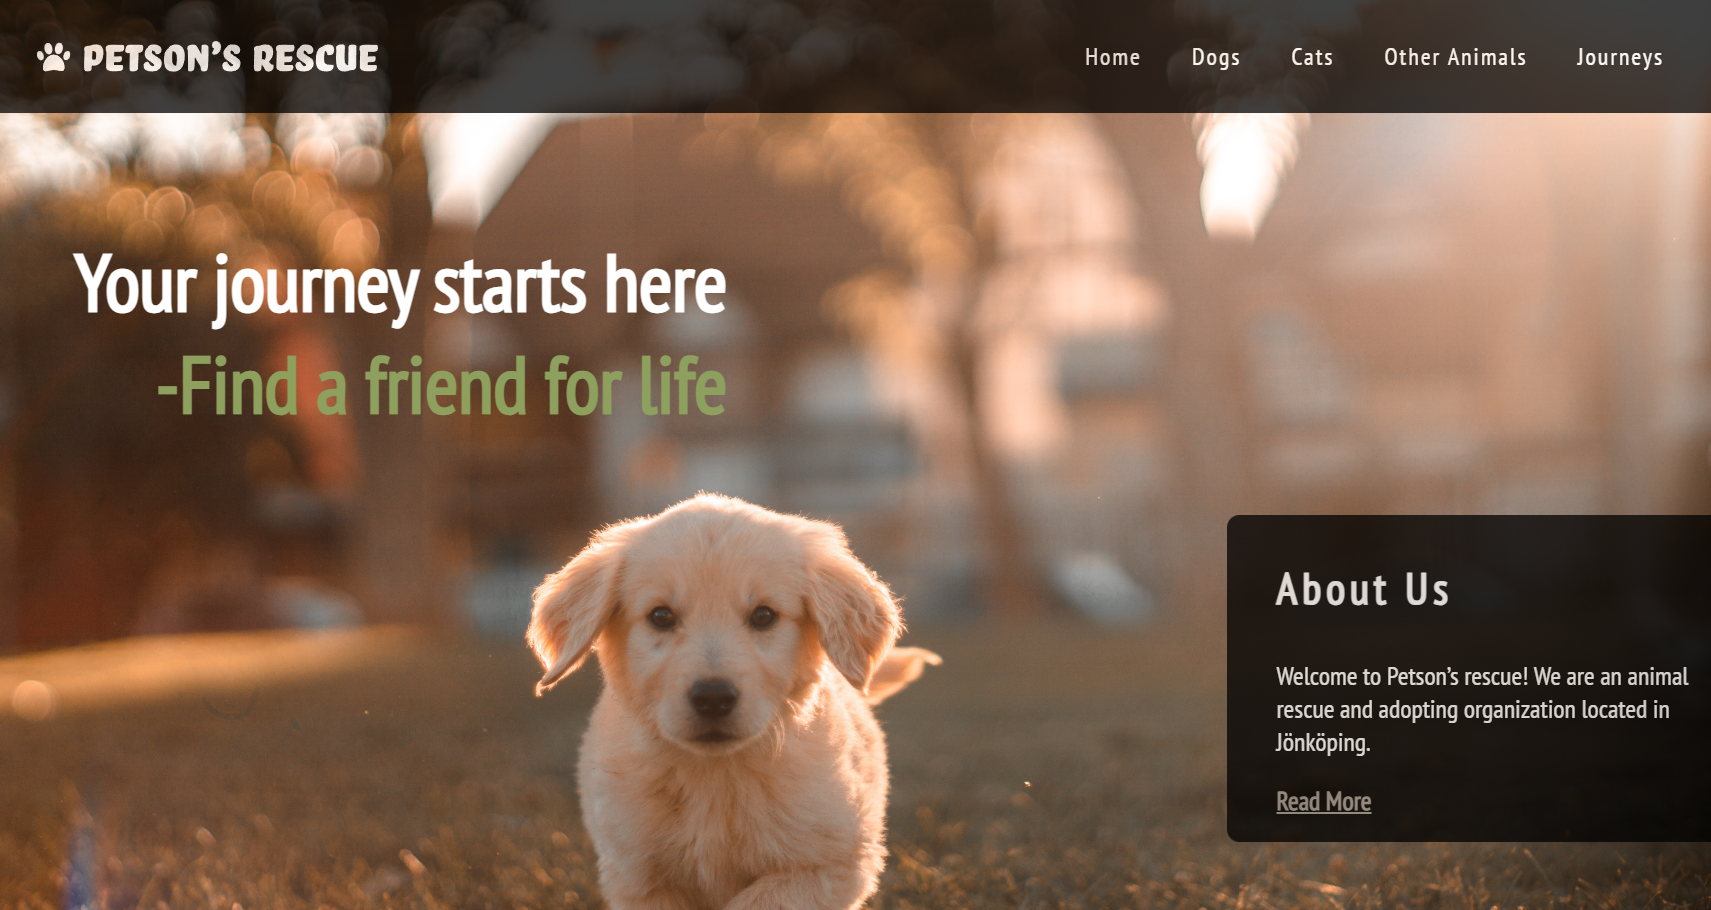 PETSON'S RESCUE
Home Dogs Cats Other Animals Journeys
Your journey starts here
-Find a friend for life
About Us
Welcome to Petson’s rescue! We are an animal
rescue and adopting organization located in
Jönköping.
Read More